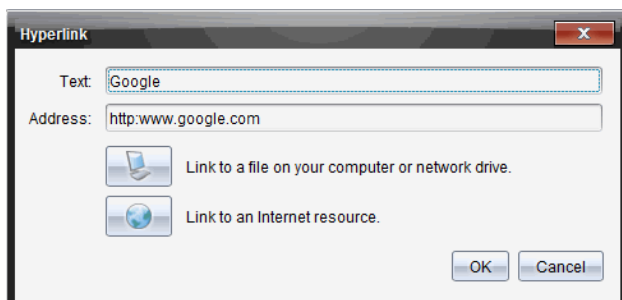 Hyperlink
Text: Google
Address: http:www.google.com
Link to a file on your computer or network drive.
Link to an Internet resource.
OK Cancel